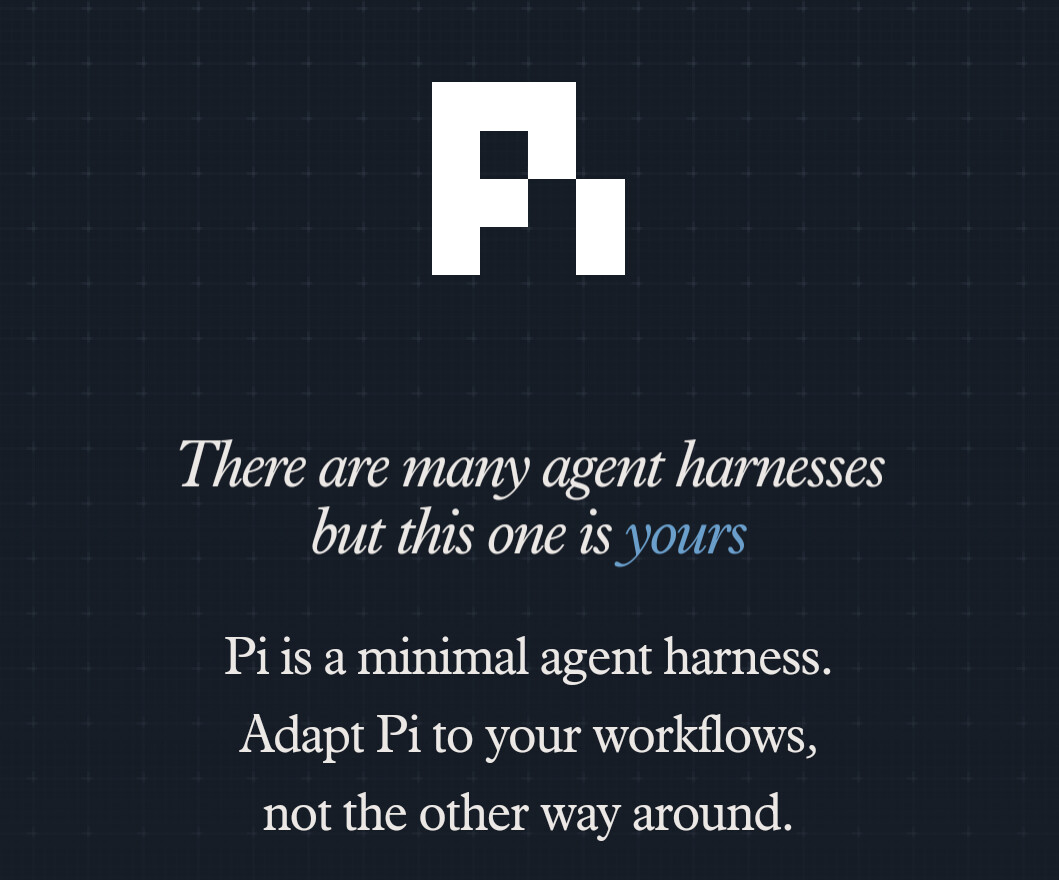 Pi
There are many agent harnesses
but this one is yours
Pi is a minimal agent harness.
Adapt Pi to your workflows,
not the other way around.